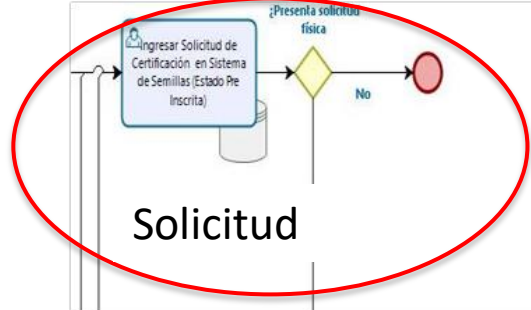 ¿Presenta solicitud
física
Ingresar Solicitud de
Certificación en Sistema
de Semillas (Estado Pre
Inscrita)
No
Solicitud